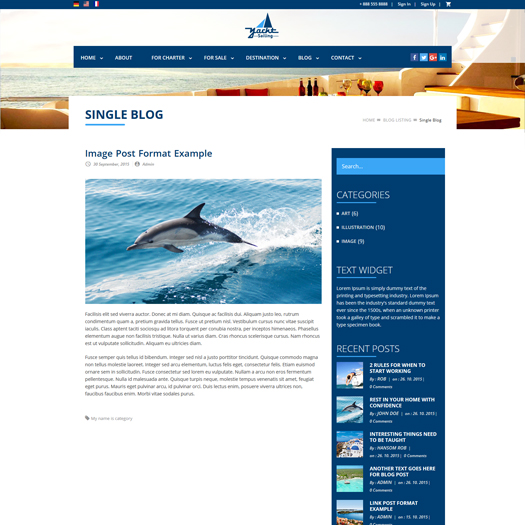 + 888 555 8888 | Sign In | Sign Up
Yacht
Sailing
HOME ABOUT FOR CHARTER FOR SALE DESTINATION BLOG CONTACT
SINGLE BLOG
HOME BLOG LISTING Single Blog
Image Post Format Example
30 September, 2015 Admin
Facilisis elit sed viverra auctor. Donec at mi diam. Quisque ac facilisis dui. Aliquam justo leo, rutrum
condimentum quam a, pretium gravida tellus. Fusce ut pretium nisl. Vestibulum cursus nunc vitae suscipit
iaculis. Class aptent taciti sociosqu ad litora torquent per conubia nostra, per inceptos himenaeos. Phasellus
elementum augue non facilisis tristique. Nulla ut varius diam. Cras rhoncus scelerisque cursus. Nam rhoncus
est ut vulputate sollicitudin. Aliquam eu ultricies diam.
Fusce semper quis tellus id bibendum. Integer sed nisl a justo porttitor tincidunt. Quisque commodo magna
non tellus molestie laoreet. Integer sed arcu elementum, luctus felis eget, consectetur felis. Etiam euismod
ornare sem in sollicitudin. Fusce consectetur sed lorem eu vulputate. Nullam a arcu non eros fermentum
pellentesque. Nulla id malesuada ante. Quisque turpis neque, molestie tempus venenatis sit amet, feugiat
eget purus. Mauris eget pulvinar arcu, id pulvinar orci. Duis lectus enim, posuere viverra ultrices non,
faucibus faucibus enim. Morbi vitae sodales purus.
My name in category
Search...
CATEGORIES
ART (6)
ILLUSTRATION (10)
IMAGE (9)
TEXT WIDGET
Lorem Ipsum is simply dummy text of the
printing and typesetting industry. Lorem Ipsum
has been the industry's standard dummy text
ever since the 1500s, when an unknown printer
took a galley of type and scrambled it to make a
type specimen book.
RECENT POSTS
2 RULES FOR WHEN TO
START WORKING
By : ROB | on : 26. 10. 2015 |
0 Comments
REST IN YOUR HOME WITH
CONFIDENCE
By : JOHN DOE | on : 26. 10. 2015 |
0 Comments
INTERESTING THINGS NEED
TO BE TAUGHT
By : HANSOM ROB |
on : 26. 10. 2015 | 0 Comments
ANOTHER TEXT GOES HERE
FOR BLOG POST
By : ADMIN | on : 26. 10. 2015 |
0 Comments
LINK POST FORMAT
EXAMPLE
By : ADMIN | on : 15. 10. 2015 |
0 Comments